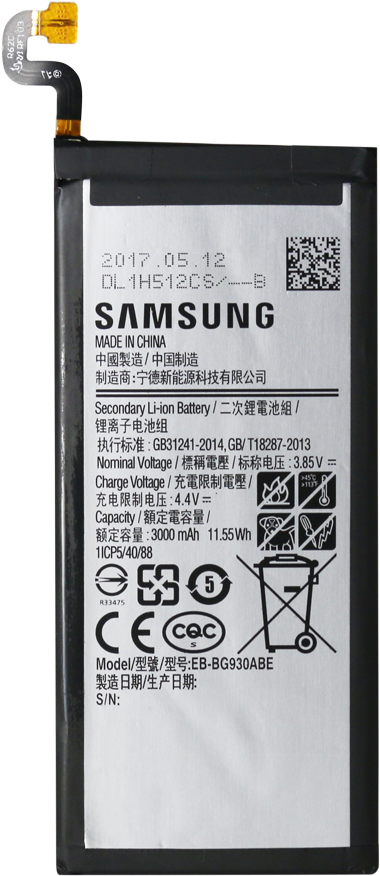 2017.05.12
DL1H512CS/--B
SAMSUNG
MADE IN CHINA
中國製造 / 中国制造
制造商:宁德新能源科技有限公司
Secondary Li-ion Battery / 二次鋰電池組 /
锂离子电池组
执行标准 : GB31241-2014, GB/T18287-2013
Nominal Voltage / 標稱電壓 / 标称电压 : 3.85V
Charge Voltage / 充電限制電壓 /
充电限制电压 : 4.4V
Capacity / 額定電容量 /
额定容量 : 3000 mAh 11.55Wh
1ICP5/40/88
R33475
5
CE CQC
S
Model/型號/型号:EB-BG930ABE
製造日期/生产日期:
S/N: